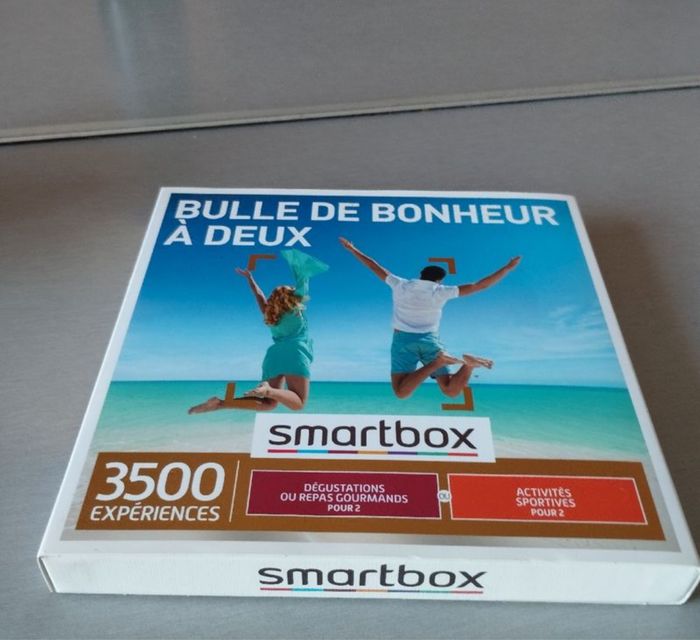 BULLE DE BONHEUR
À DEUX
smartbox
3500
EXPÉRIENCES
DÉGUSTATIONS
OU REPAS GOURMANDS
POUR 2
OU
ACTIVITÉS
SPORTIVES
POUR 2
smartbox